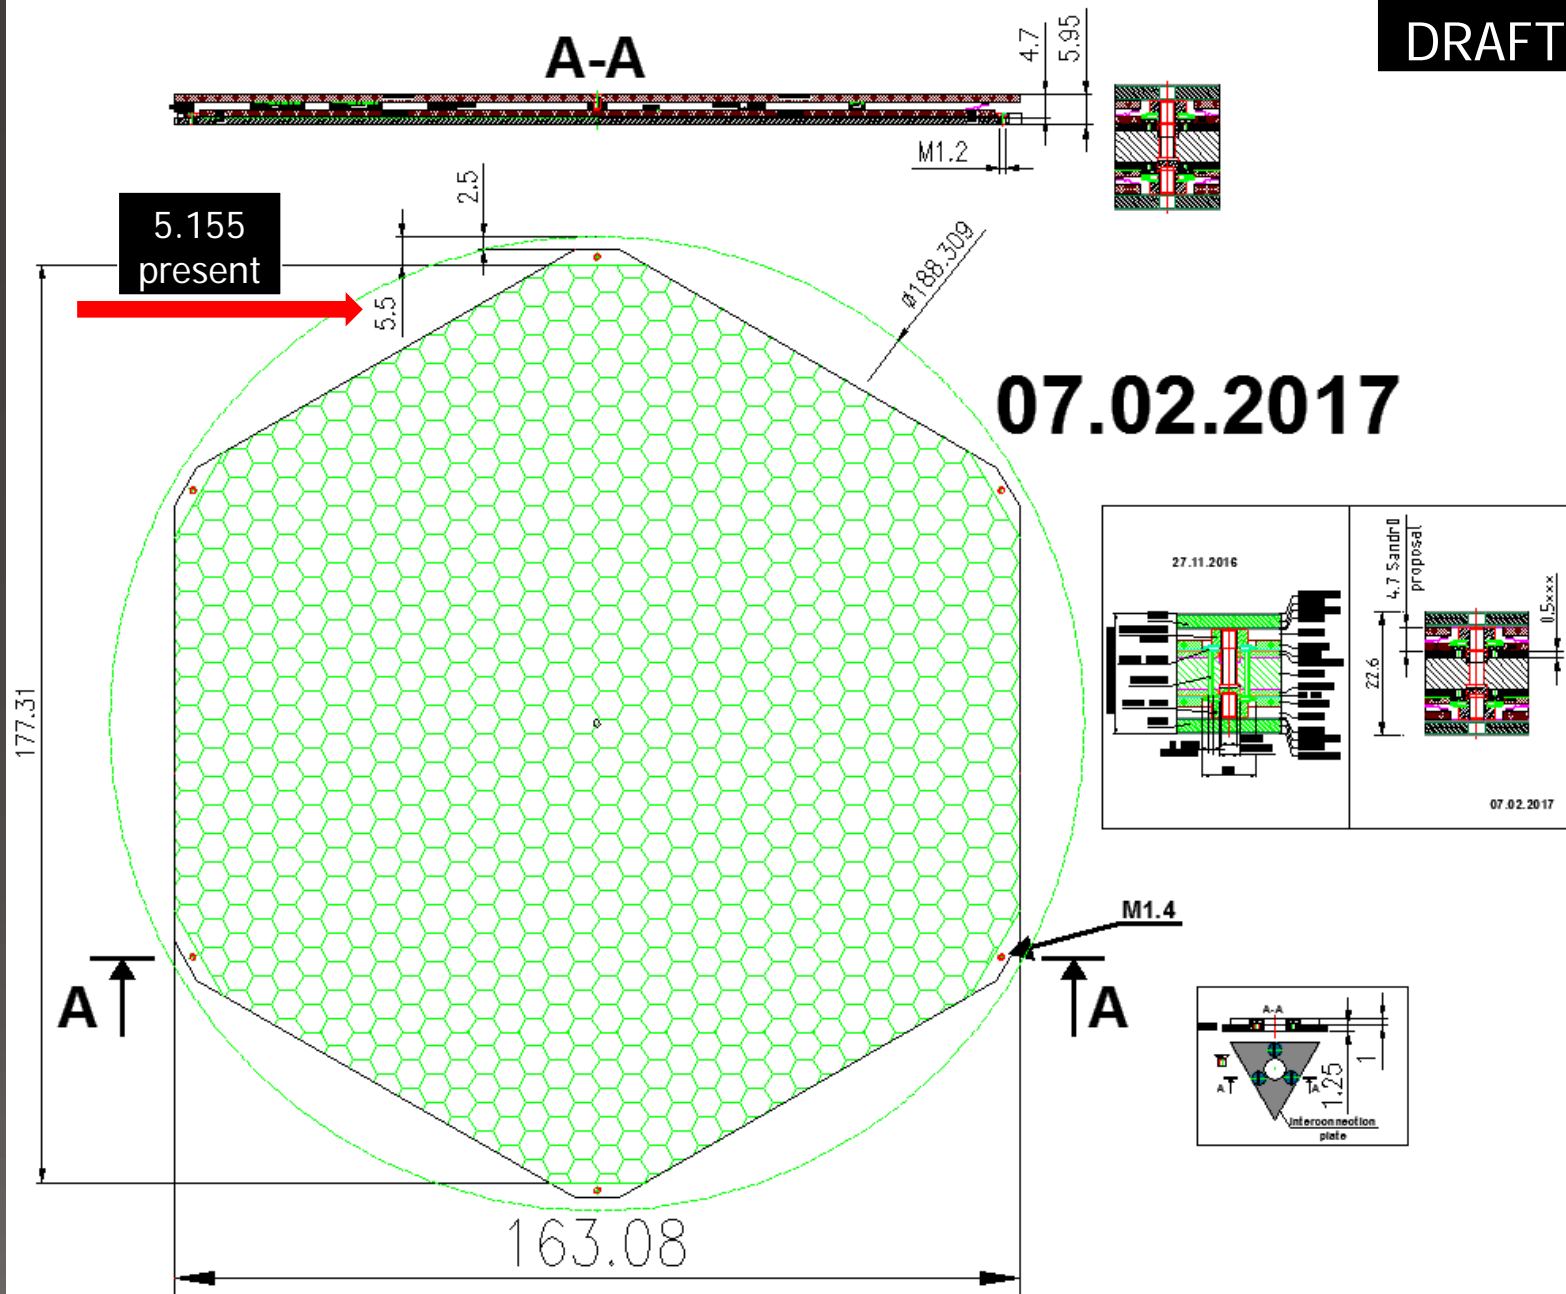 DRAFT
A-A
4.7
5.95
M1.2
2.5
5.155
present
5.5
ø188.309
07.02.2017
177.31
27.11.2016
4.7 Sandro
proposal
22.6
0.5xxx
07.02.2017
M1.4
A
A
A-A
A
A
1.25
1
Interconnection
plate
163.08